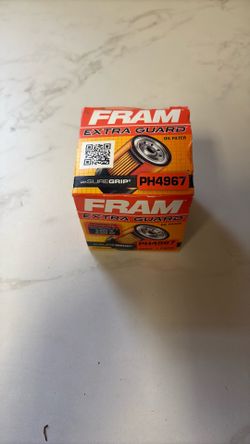 FRAM
EXTRA GUARD
OIL FILTER
SUREGRIP®
PH4967
FRAM
EXTRA GUARD
PH4967